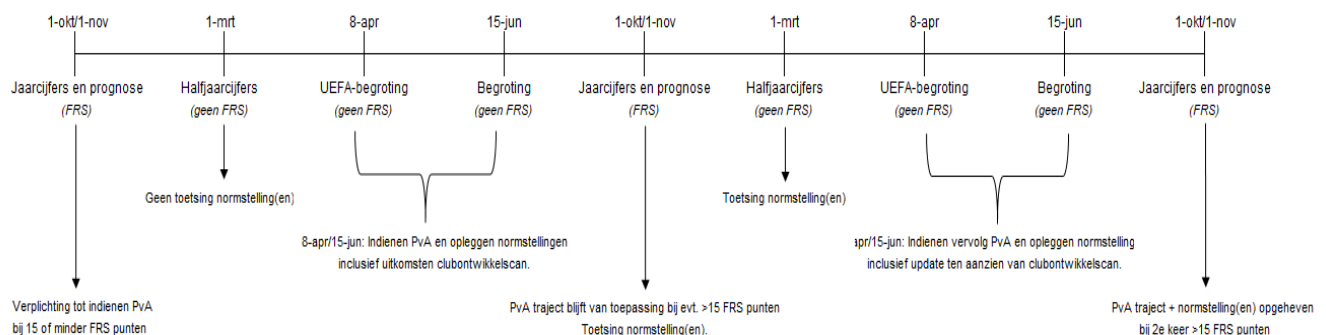 1-okt/1-nov 1-mrt 8-apr 15-jun 1-okt/1-nov 1-mrt 8-apr 15-jun 1-okt/1-nov
Jaarcijfers en prognose Halfjaarcijfers UEFA-begroting Begroting Jaarcijfers en prognose Halfjaarcijfers UEFA-begroting Begroting Jaarcijfers en prognose
(FRS) (geen FRS) (geen FRS) (geen FRS) (FRS) (geen FRS) (geen FRS) (geen FRS) (FRS)
Geen toetsing normstelling(en) Toetsing normstelling(en)
8-apr/15-jun: Indienen PvA en opleggen normstellingen
inclusief uitkomsten clubontwikkelscan.
apr/15-jun: Indienen vervolg PvA en opleggen normstelling
inclusief update ten aanzien van clubontwikkelscan.
Verplichting tot indienen PvA
bij 15 of minder FRS punten
PvA traject blijft van toepassing bij evt. >15 FRS punten
Toetsing normstelling(en).
PvA traject + normstelling(en) opgeheven
bij 2e keer >15 FRS punten